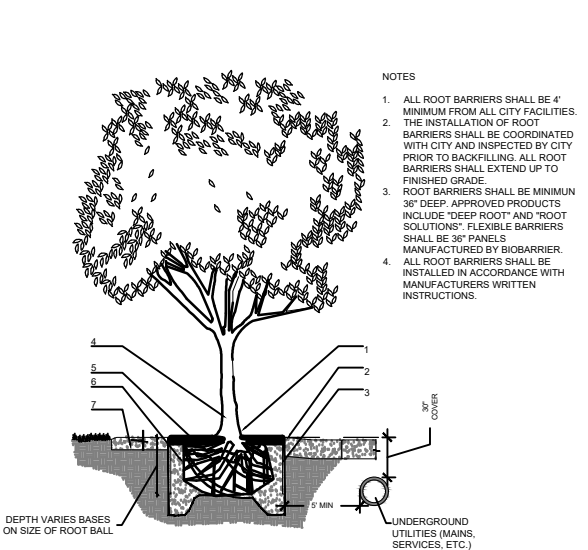 NOTES
1. ALL ROOT BARRIERS SHALL BE 4'
MINIMUM FROM ALL CITY FACILITIES.
2. THE INSTALLATION OF ROOT
BARRIERS SHALL BE COORDINATED
WITH CITY AND INSPECTED BY CITY
PRIOR TO BACKFILLING. ALL ROOT
BARRIERS SHALL EXTEND UP TO
FINISHED GRADE.
3. ROOT BARRIERS SHALL BE MINIMUN
36" DEEP. APPROVED PRODUCTS
INCLUDE "DEEP ROOT" AND "ROOT
SOLUTIONS". FLEXIBLE BARRIERS
SHALL BE 36" PANELS
MANUFACTURED BY BIOBARRIER.
4. ALL ROOT BARRIERS SHALL BE
INSTALLED IN ACCORDANCE WITH
MANUFACTURERS WRITTEN
INSTRUCTIONS.
4
5
6
7
1
2
3
30"
COVER
5' MIN
DEPTH VARIES BASES
ON SIZE OF ROOT BALL
UNDERGROUND
UTILITIES (MAINS,
SERVICES, ETC.)